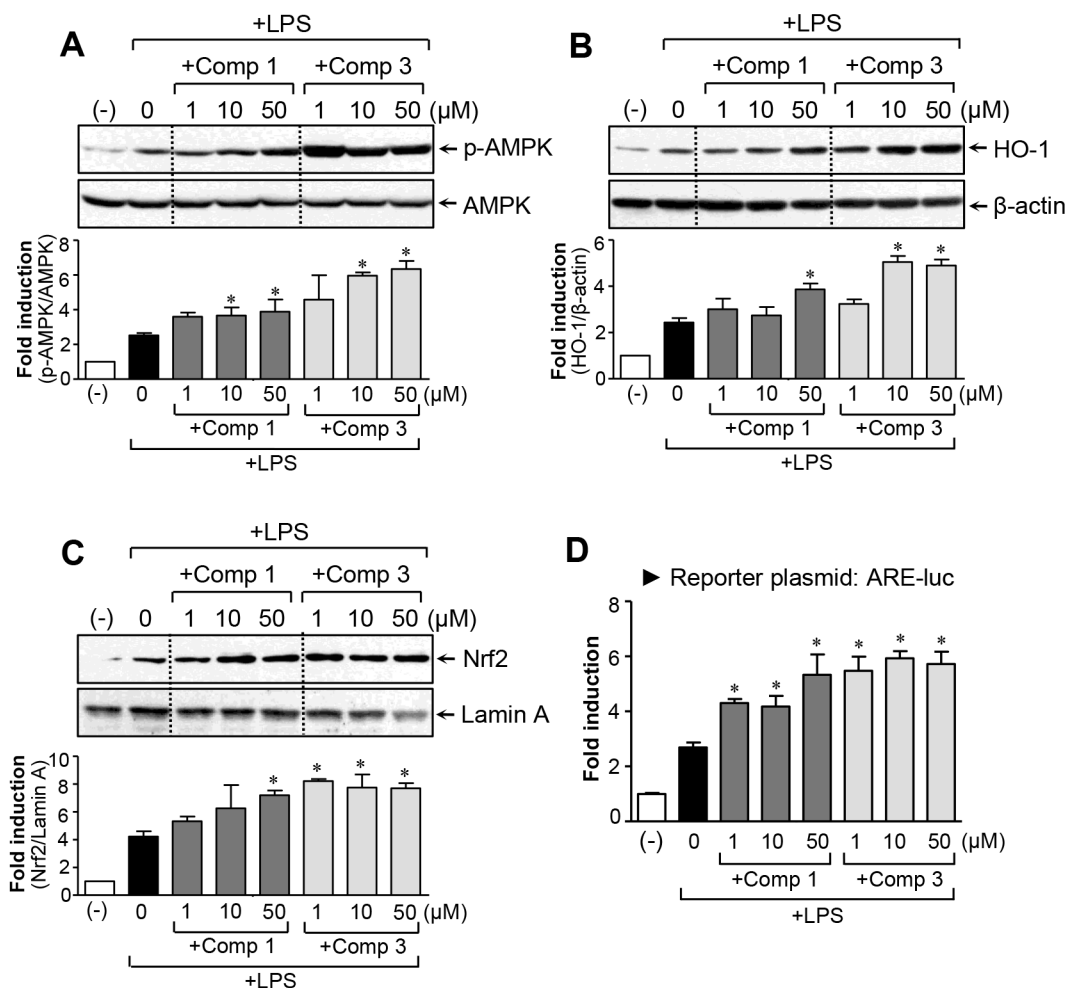 A
+LPS
+Comp 1 +Comp 3
(-) 0 1 10 50 1 10 50 (μM)
p-AMPK
AMPK
Fold induction
(p-AMPK/AMPK)
8
6
4
2
0
* * * *
(-) 0 1 10 50 1 10 50 (μM)
+Comp 1 +Comp 3
+LPS
B
+LPS
+Comp 1 +Comp 3
(-) 0 1 10 50 1 10 50 (μM)
HO-1
β-actin
Fold induction
(HO-1/β-actin)
6
4
2
0
* * *
(-) 0 1 10 50 1 10 50 (μM)
+Comp 1 +Comp 3
+LPS
C
+LPS
+Comp 1 +Comp 3
(-) 0 1 10 50 1 10 50 (μM)
Nrf2
Lamin A
Fold induction
(Nrf2/Lamin A)
10
8
6
4
2
0
* * * *
(-) 0 1 10 50 1 10 50 (μM)
+Comp 1 +Comp 3
+LPS
D
► Reporter plasmid: ARE-luc
Fold induction
8
6
4
2
0
* * * * * *
(-) 0 1 10 50 1 10 50 (μM)
+Comp 1 +Comp 3
+LPS